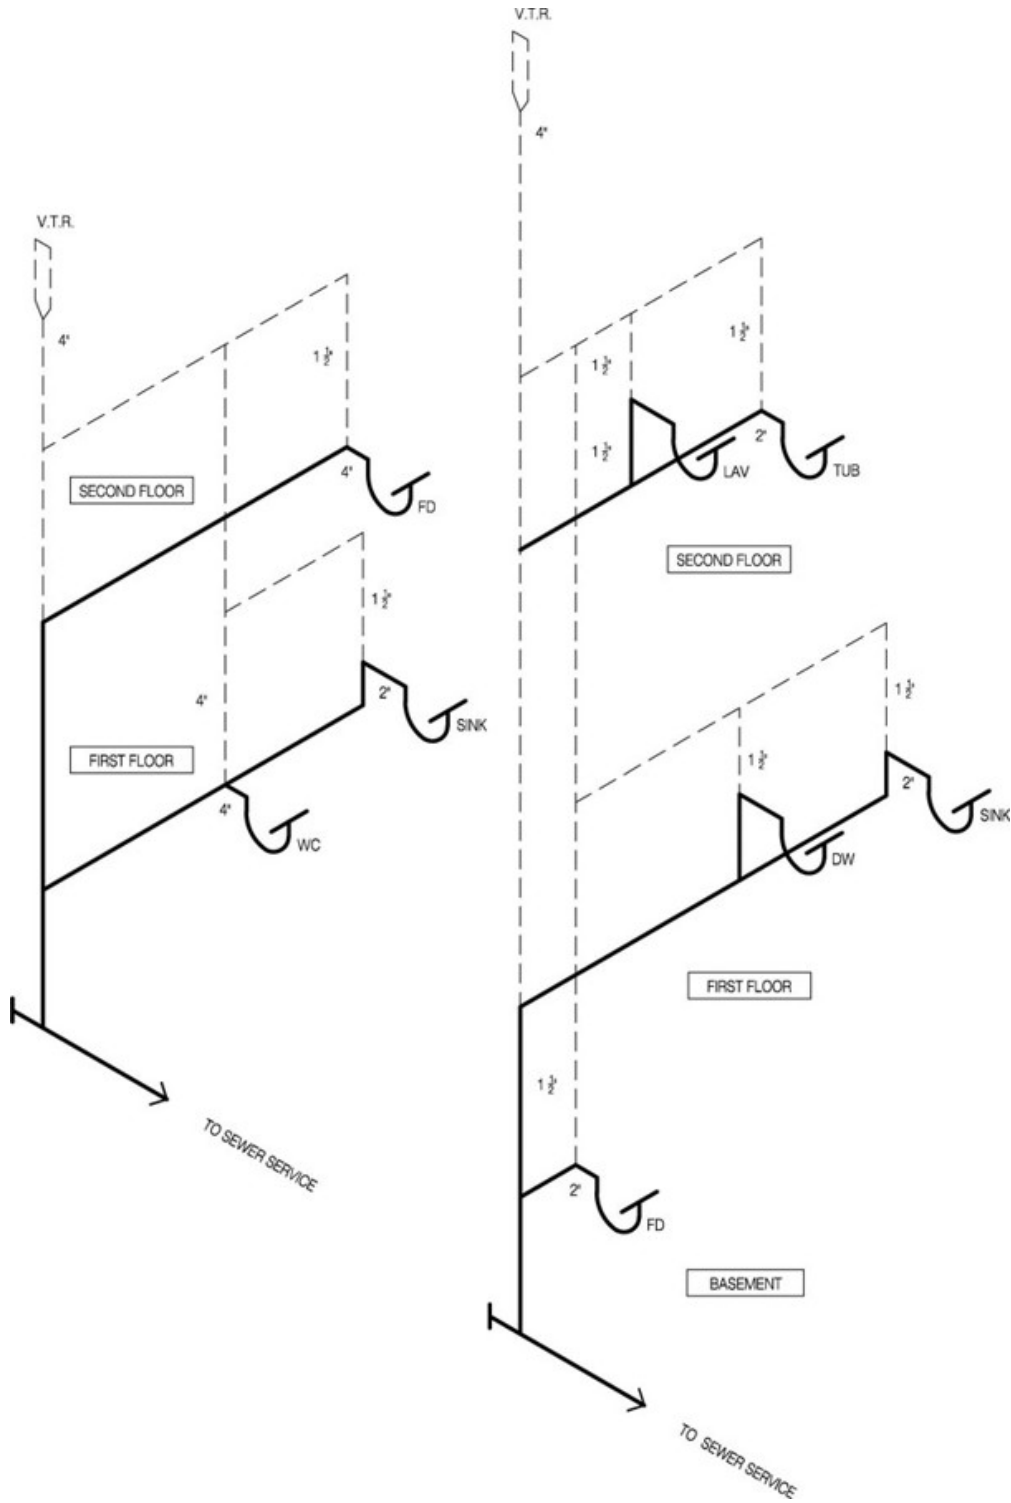 V.T.R.
4"
1 1/2"
4"
FD
SECOND FLOOR
1 1/2"
4"
2"
SINK
FIRST FLOOR
4"
WC
TO SEWER SERVICE
V.T.R.
4"
1 1/2"
1 1/2"
1 1/2"
2"
LAV
TUB
SECOND FLOOR
1 1/2"
1 1/2"
2"
SINK
DW
FIRST FLOOR
1 1/2"
2"
FD
BASEMENT
TO SEWER SERVICE